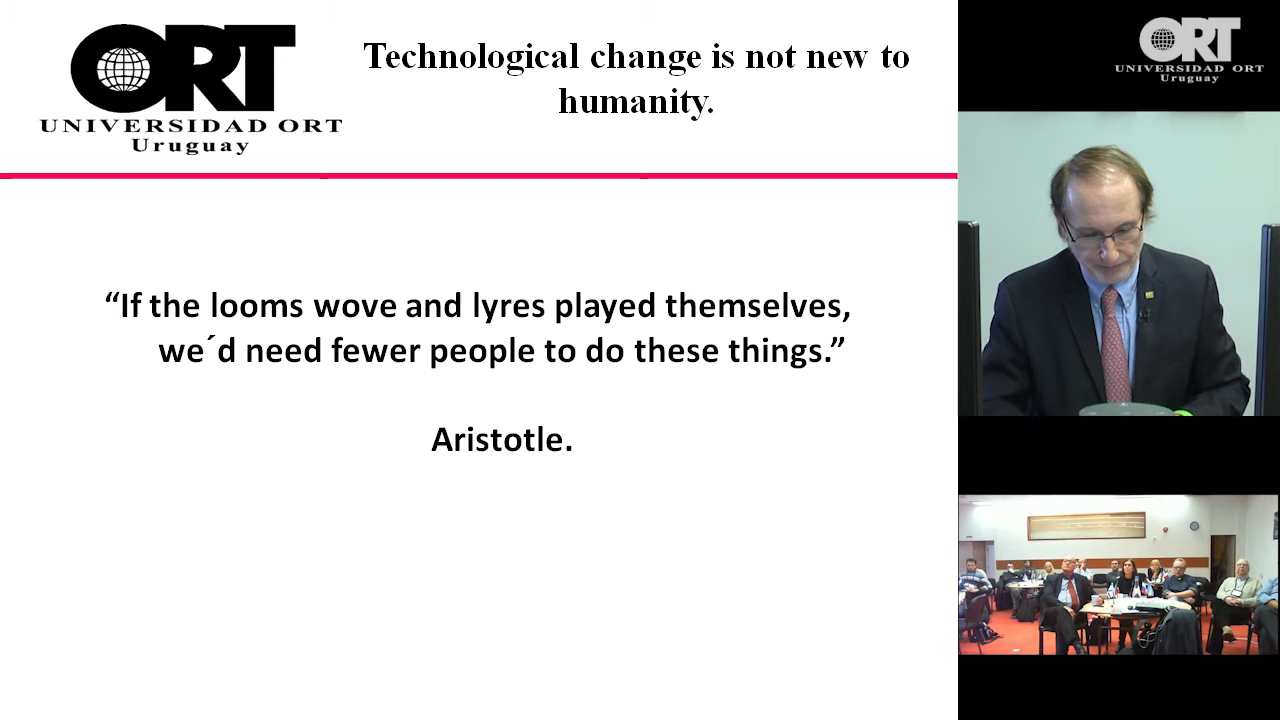 ORT
UNIVERSIDAD ORT
Uruguay
Technological change is not new to
humanity.
“If the looms wove and lyres played themselves,
we´d need fewer people to do these things.”
Aristotle.
ORT
UNIVERSIDAD ORT
Uruguay